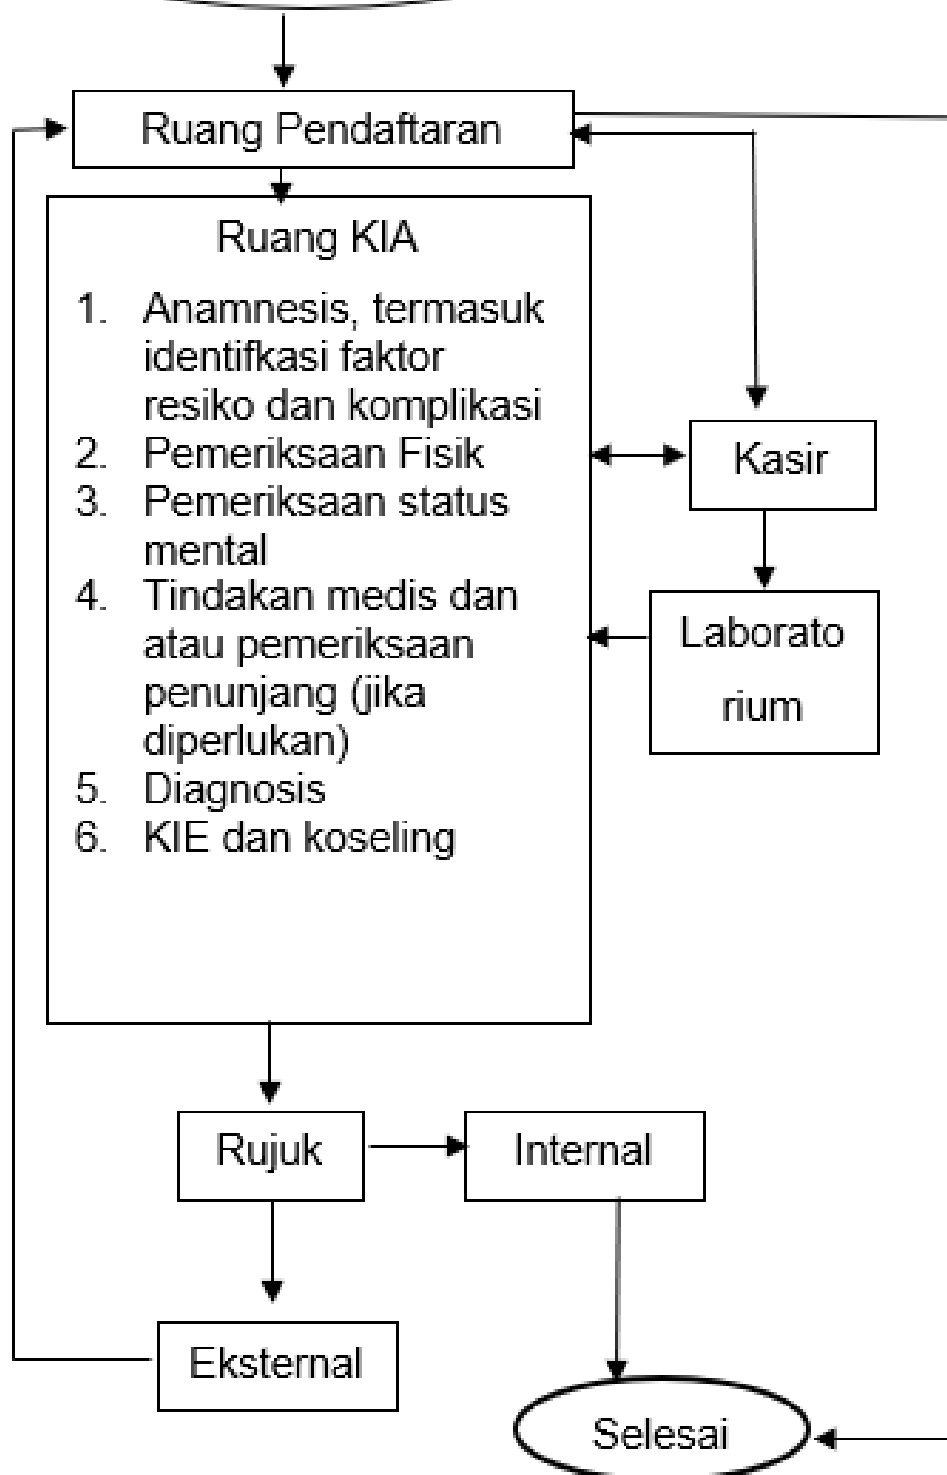 Ruang Pendaftaran
Ruang KIA
1. Anamnesis, termasuk
identifkasi faktor
resiko dan komplikasi
2. Pemeriksaan Fisik
3. Pemeriksaan status
mental
4. Tindakan medis dan
atau pemeriksaan
penunjang (jika
diperlukan)
5. Diagnosis
6. KIE dan koseling
Kasir
Laborato
rium
Rujuk
Internal
Eksternal
Selesai